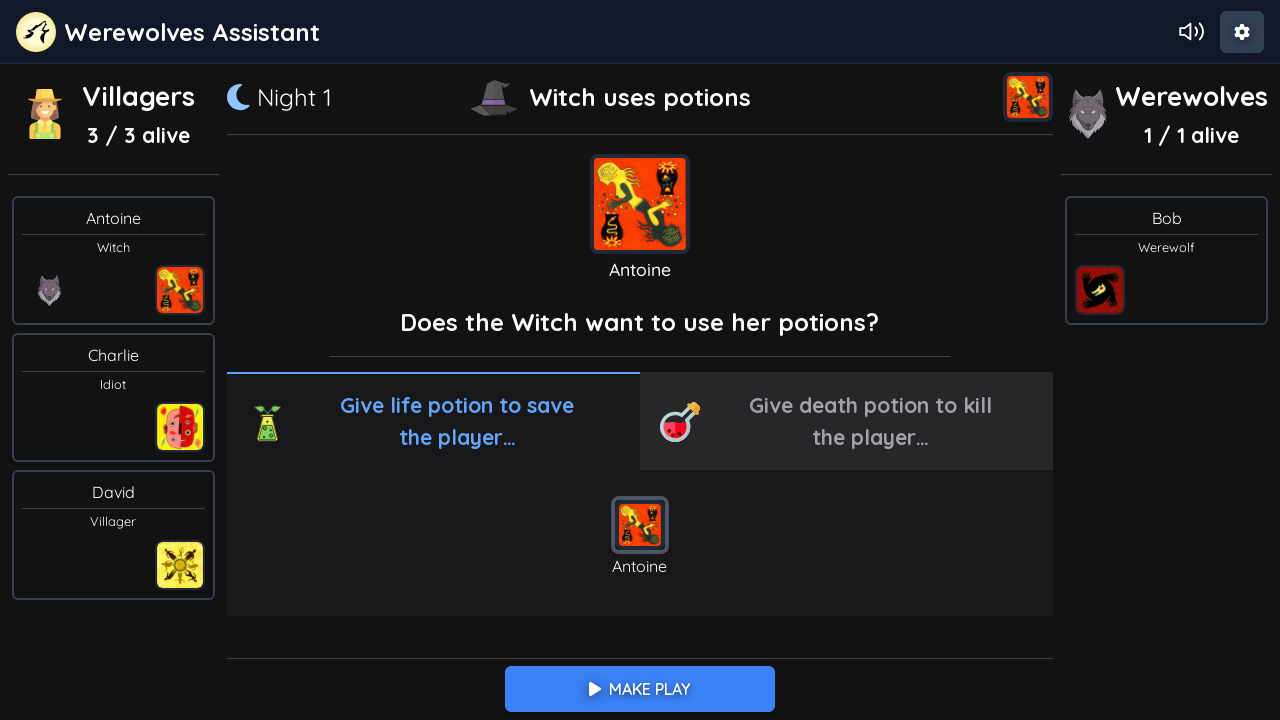 Werewolves Assistant
Villagers
3 / 3 alive
Antoine
Witch
Charlie
Idiot
David
Villager
Night 1
Witch uses potions
Antoine
Does the Witch want to use her potions?
Give life potion to save
the player...
Give death potion to kill
the player...
Antoine
MAKE PLAY
Werewolves
1 / 1 alive
Bob
Werewolf